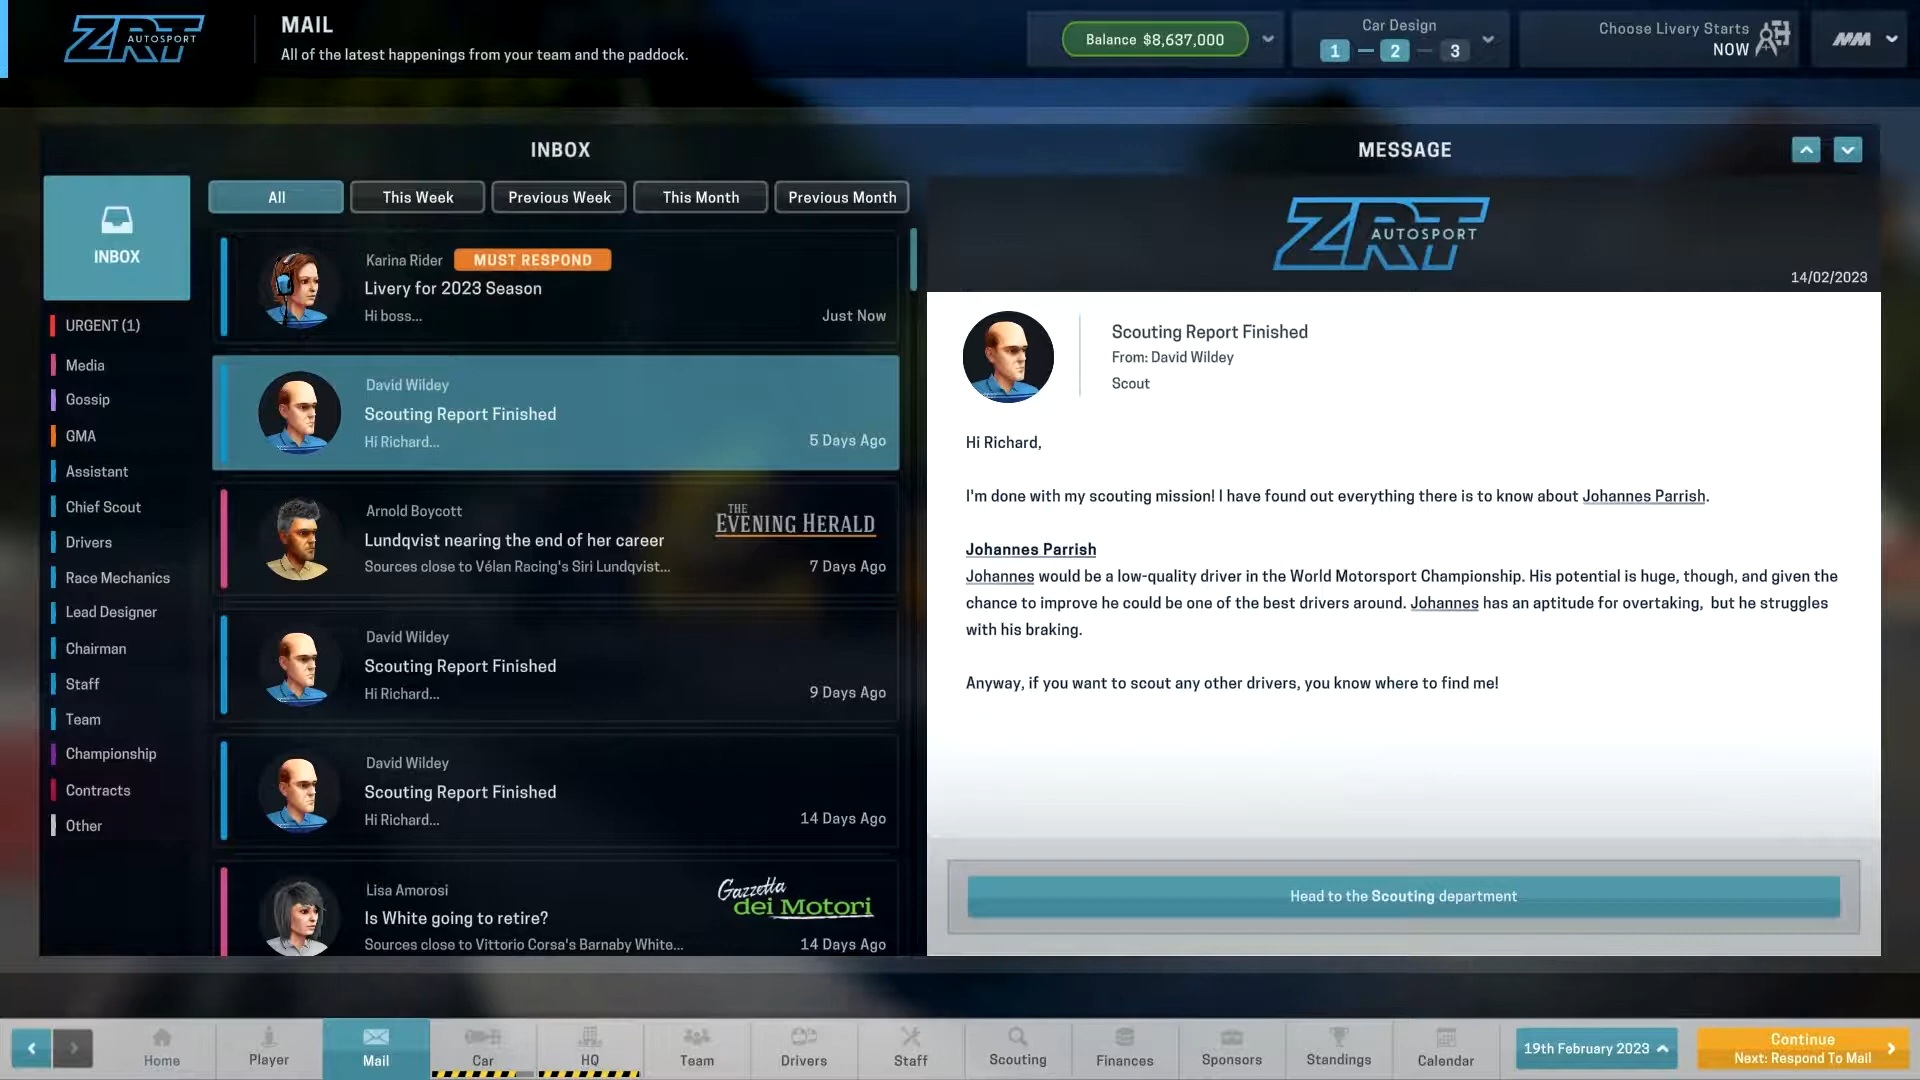 ZRT AUTOSPORT
MAIL
All of the latest happenings from your team and the paddock.
Balance $8,637,000
Car Design
1 2 3
Choose Livery Starts
NOW
INBOX
MESSAGE
INBOX
All
This Week
Previous Week
This Month
Previous Month
URGENT (1)
Media
Gossip
GMA
Assistant
Chief Scout
Drivers
Race Mechanics
Lead Designer
Chairman
Staff
Team
Championship
Contracts
Other
Karina Rider MUST RESPOND
Livery for 2023 Season
Hi boss...
Just Now
David Wildey
Scouting Report Finished
Hi Richard...
5 Days Ago
Arnold Boycott
THE EVENING HERALD
Lundqvist nearing the end of her career
Sources close to Vélan Racing's Siri Lundqvist...
7 Days Ago
David Wildey
Scouting Report Finished
Hi Richard...
9 Days Ago
David Wildey
Scouting Report Finished
Hi Richard...
14 Days Ago
Lisa Amorosi
Gazzetta dei Motori
Is White going to retire?
Sources close to Vittorio Corsa's Barnaby White...
14 Days Ago
ZRT AUTOSPORT
14/02/2023
Scouting Report Finished
From: David Wildey
Scout
Hi Richard,
I'm done with my scouting mission! I have found out everything there is to know about Johannes Parrish.
Johannes Parrish
Johannes would be a low-quality driver in the World Motorsport Championship. His potential is huge, though, and given the
chance to improve he could be one of the best drivers around. Johannes has an aptitude for overtaking, but he struggles
with his braking.
Anyway, if you want to scout any other drivers, you know where to find me!
Head to the Scouting department
Home
Player
Mail
Car
HQ
Team
Drivers
Staff
Scouting
Finances
Sponsors
Standings
Calendar
19th February 2023
Continue
Next: Respond To Mail